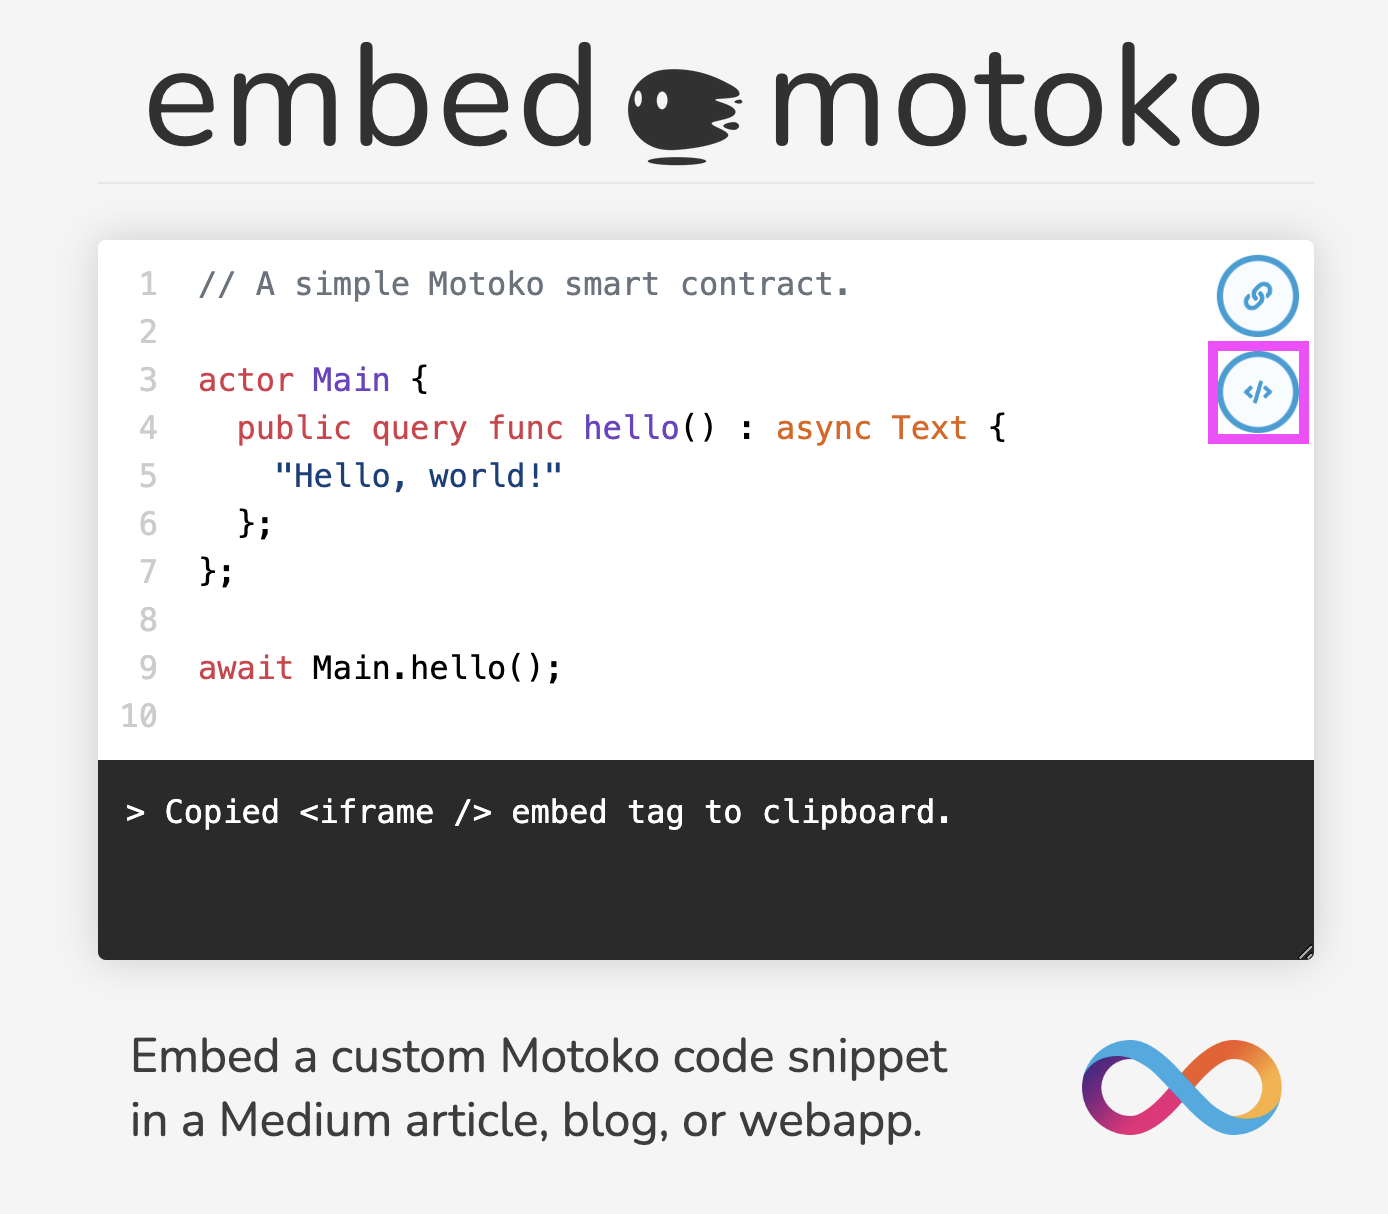 embed motoko
1 // A simple Motoko smart contract.
2
3 actor Main {
4   public query func hello() : async Text {
5     "Hello, world!"
6   };
7 };
8
9 await Main.hello();
10
</>
> Copied <iframe /> embed tag to clipboard.
Embed a custom Motoko code snippet
in a Medium article, blog, or webapp.